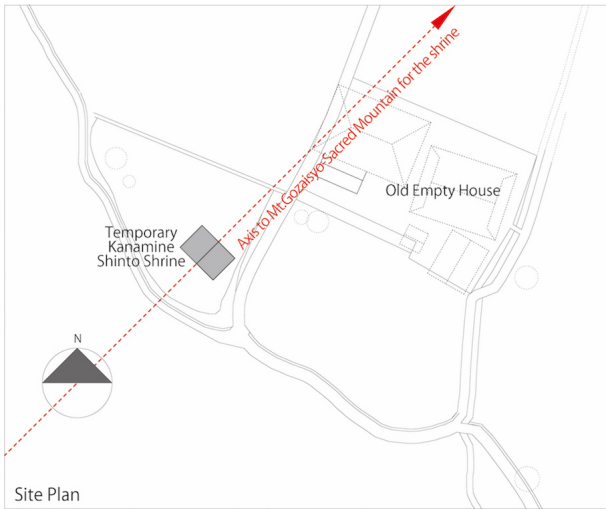 Axis to Mt.Gozaisyo-Sacred Mountain for the shrine
Old Empty House
Temporary
Kanamine
Shinto Shrine
N
Site Plan